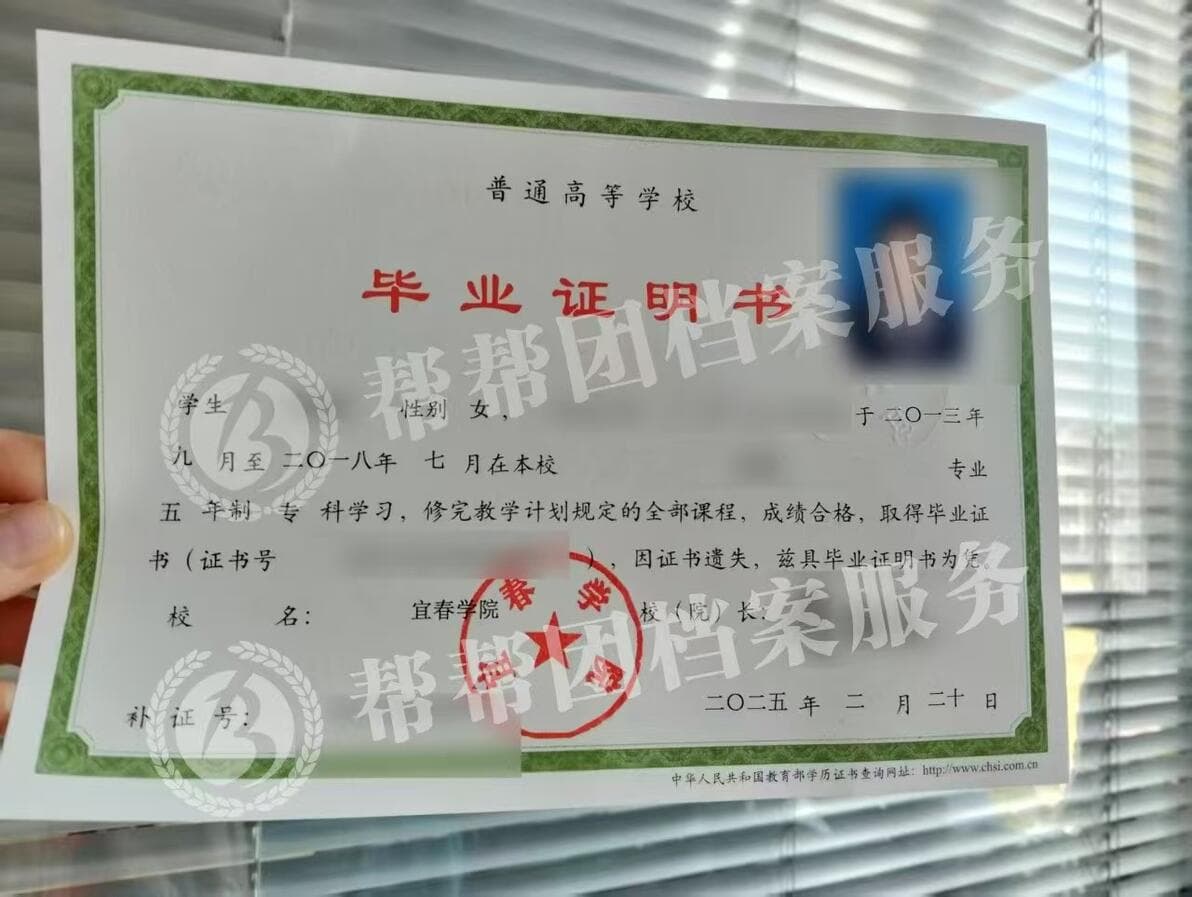 普通高等学校
毕业证明书
学生 性别 女， 于 二〇一三 年
九 月至 二〇一八年 七 月在本校 专业
五 年制 专 科学习，修完教学计划规定的全部课程，成绩合格，取得毕业证
书（证书号 ），因证书遗失，兹具毕业证明书为凭。
校 名： 宜春学院 校（院）长：
宜春学院
二〇二五 年 二 月 二十 日
补 证 号：
中华人民共和国教育部学历证书查询网址：http://www.chsi.com.cn
帮帮团档案服务
帮帮团档案服务